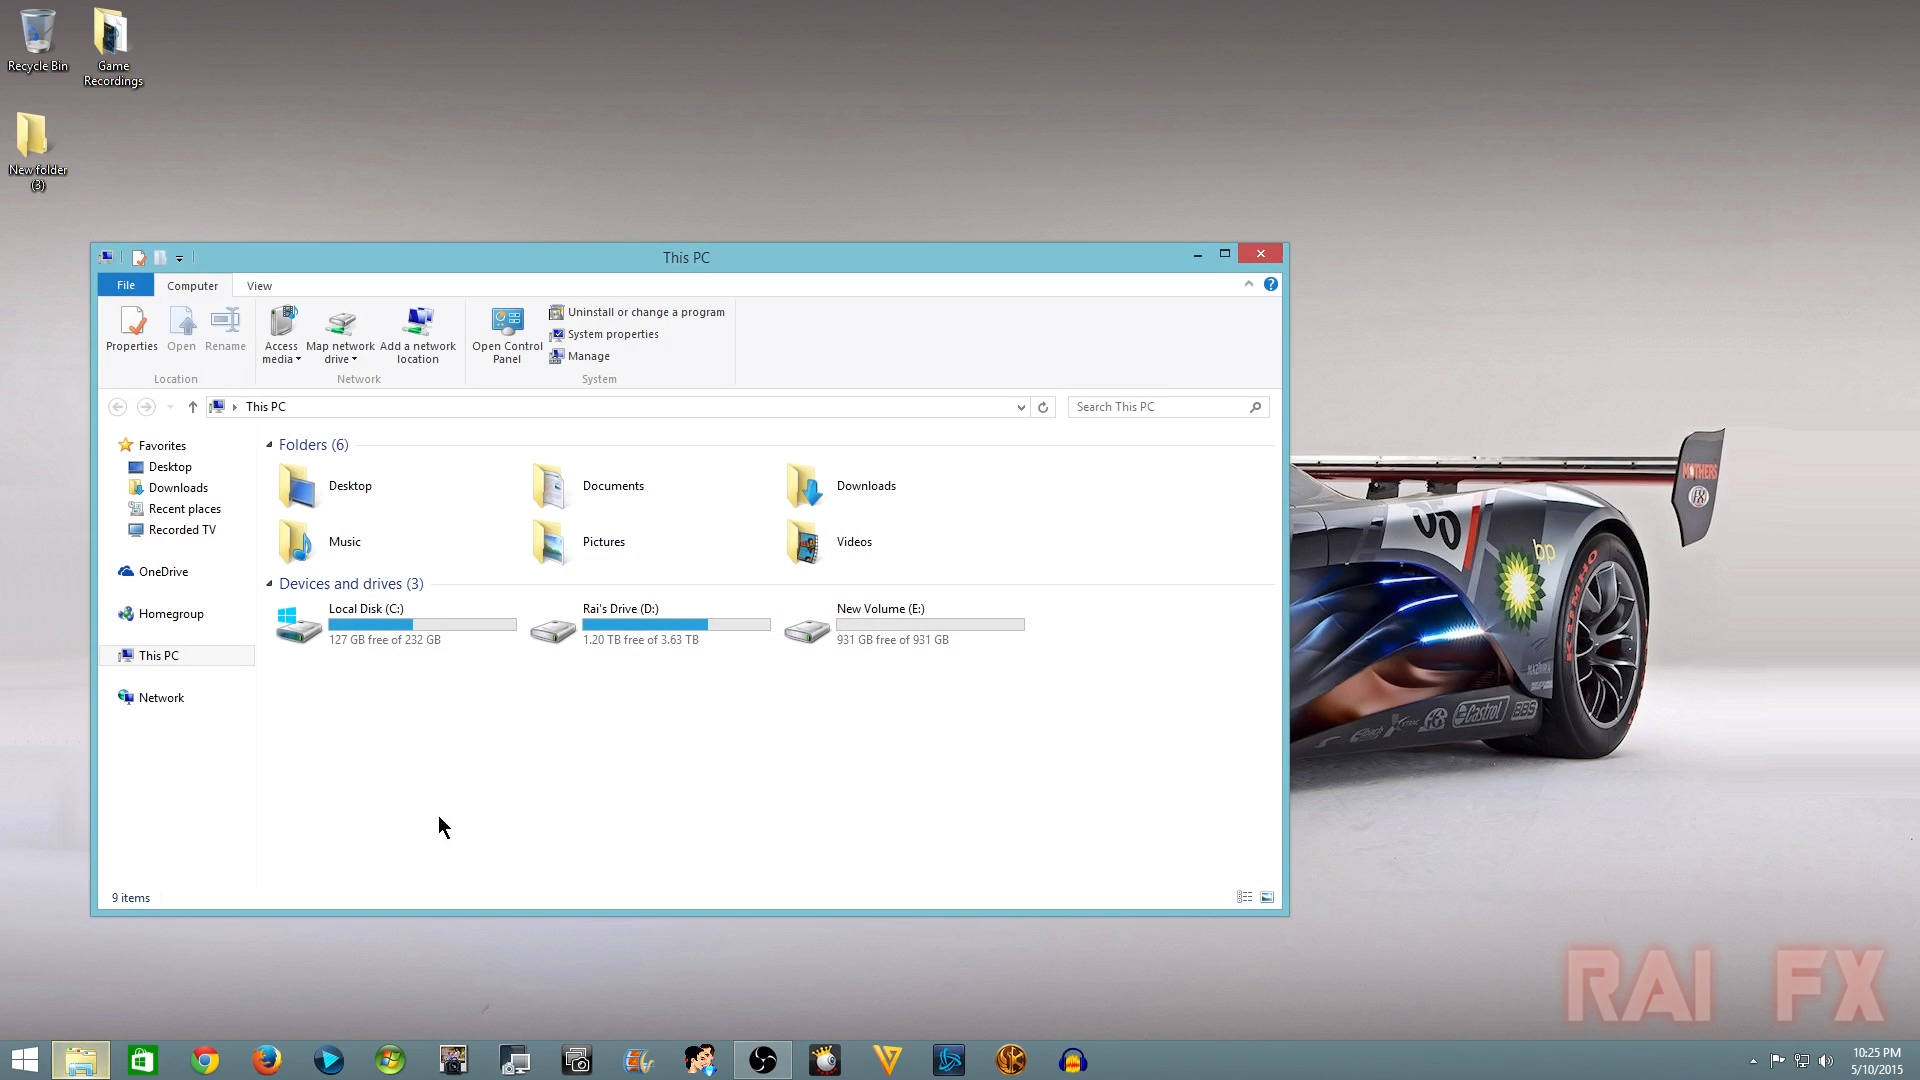 Recycle Bin
Game
Recordings
New folder
(3)
This PC
File
Computer
View
Properties
Open
Rename
Access
media
Map network
drive
Add a network
location
Open Control
Panel
Uninstall or change a program
System properties
Manage
Location
Network
System
This PC
Search This PC
Favorites
Desktop
Downloads
Recent places
Recorded TV
OneDrive
Homegroup
This PC
Network
Folders (6)
Desktop
Documents
Downloads
Music
Pictures
Videos
Devices and drives (3)
Local Disk (C:)
127 GB free of 232 GB
Rai's Drive (D:)
1.20 TB free of 3.63 TB
New Volume (E:)
931 GB free of 931 GB
9 items
MOTHERS
bp
KUMHO
Castrol
BBS
RAI FX
10:25 PM
5/10/2015